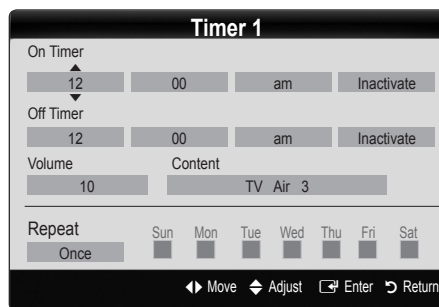 Timer 1
On Timer
12 00 am Inactivate
Off Timer
12 00 am Inactivate
Volume Content
10 TV Air 3
Repeat Sun Mon Tue Wed Thu Fri Sat
Once
Move Adjust Enter Return